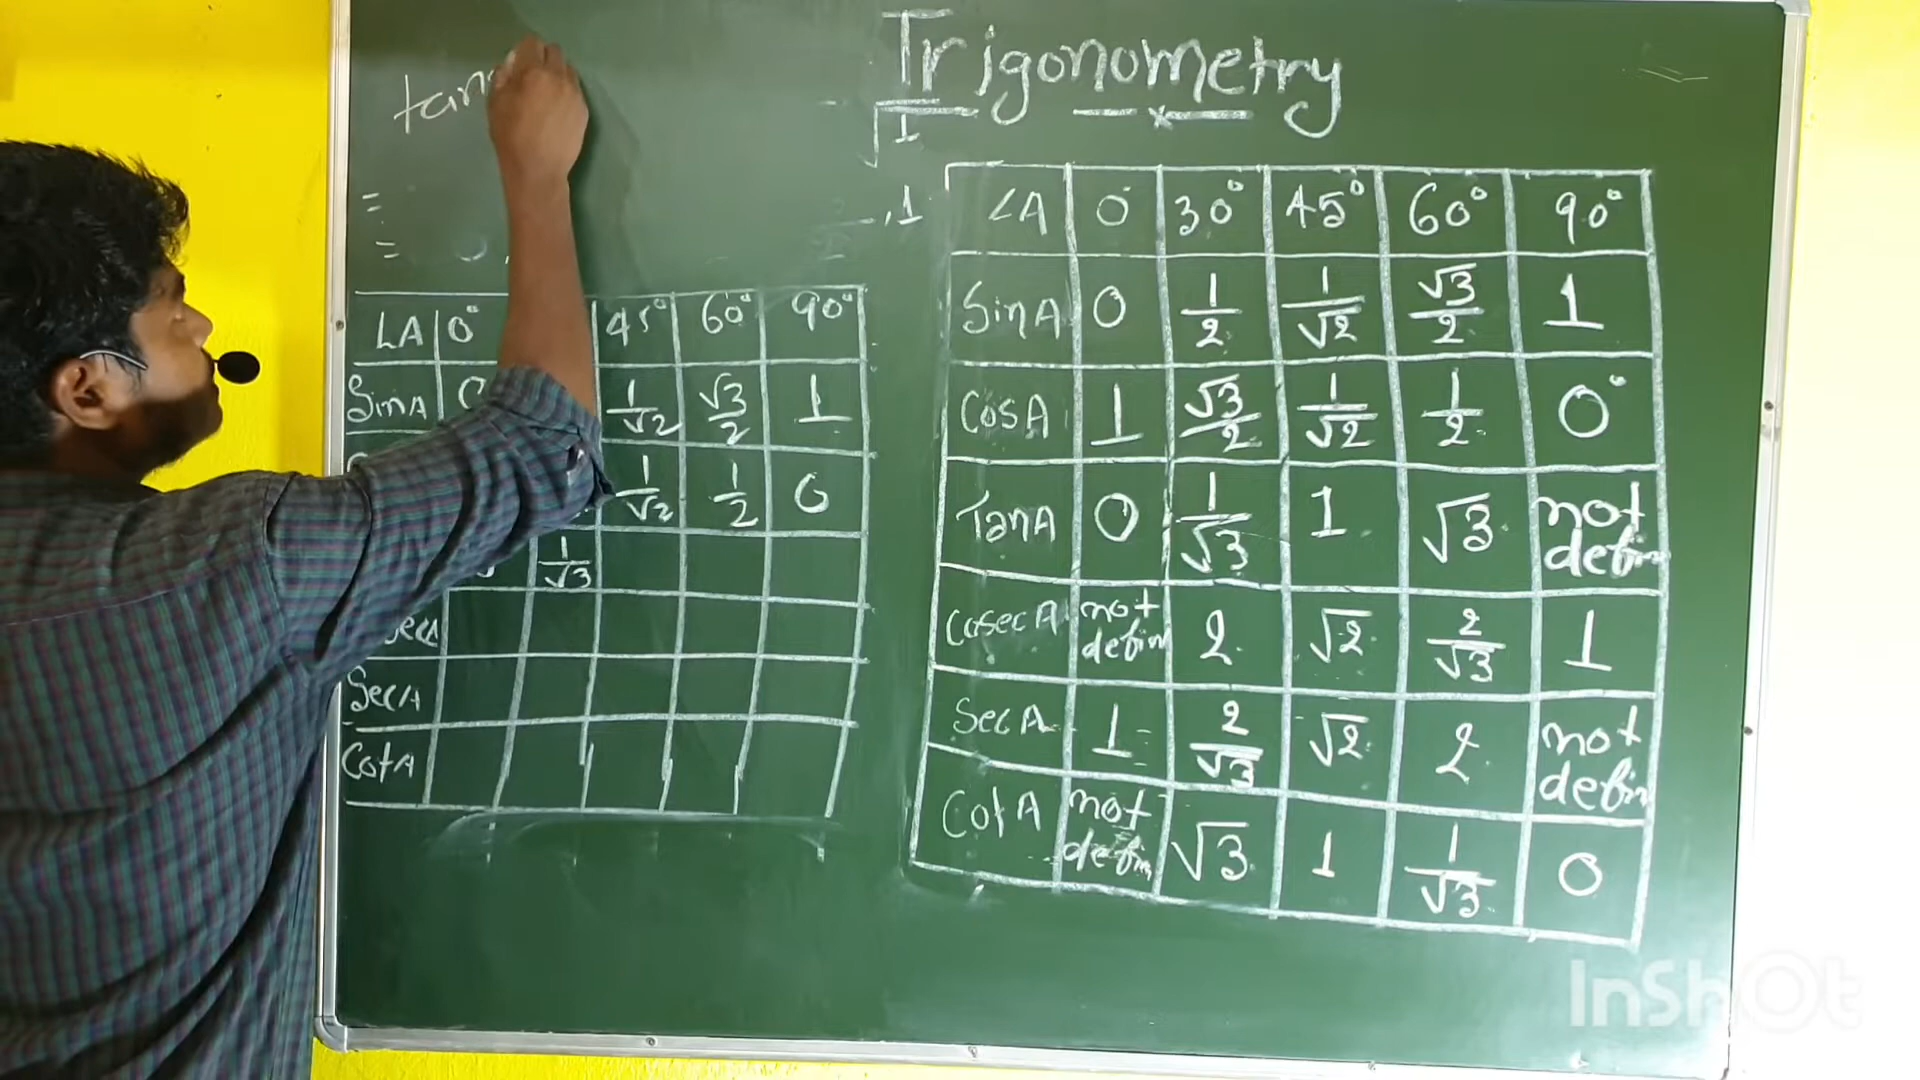 Trigonometry
tan
√1
, 1
=
=
∠A 0° 45° 60° 90°
SinA 1/√2 √3/2 1
1/√2 1/2 0
1/√3
SecA
CotA
∠A 0° 30° 45° 60° 90°
SinA 0 1/2 1/√2 √3/2 1
CosA 1 √3/2 1/√2 1/2 0°
TanA 0 1/√3 1 √3 not defin
CosecA not defin 2 √2 2/√3 1
SecA 1 2/√3 √2 2 not defin
CotA not defin √3 1 1/√3 0
InShOt